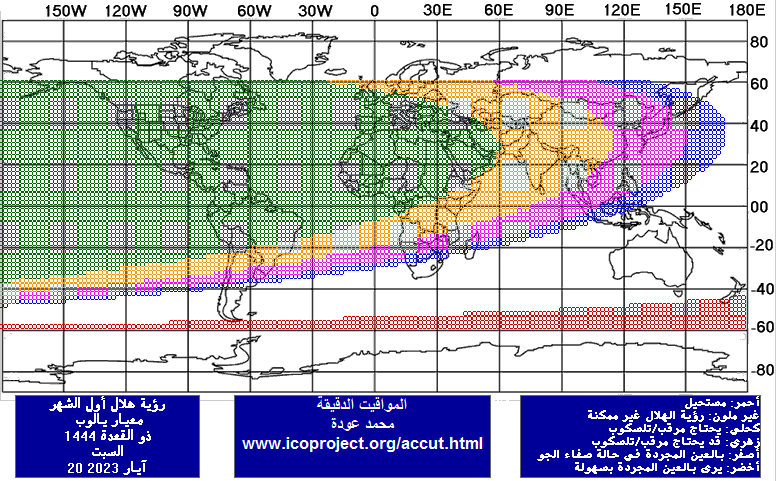 150W 120W 90W 60W 30W 0 30E 60E 90E 120E 150E 180E
80
60
40
20
00
-20
-40
-60
-80
رؤية هلال أول الشهر
معيار يالوب
ذو القعدة 1444
السبت
20 آيار 2023
المواقيت الدقيقة
محمد عودة
www.icoproject.org/accut.html
أحمر: مستحيل
غير ملون: رؤية الهلال غير ممكنة
كحلي: يحتاج مرقب/تلسكوب
زهري: قد يحتاج مرقب/تلسكوب
أصفر: بالعين المجردة في حالة صفاء الجو
أخضر: يرى بالعين المجردة بسهولة